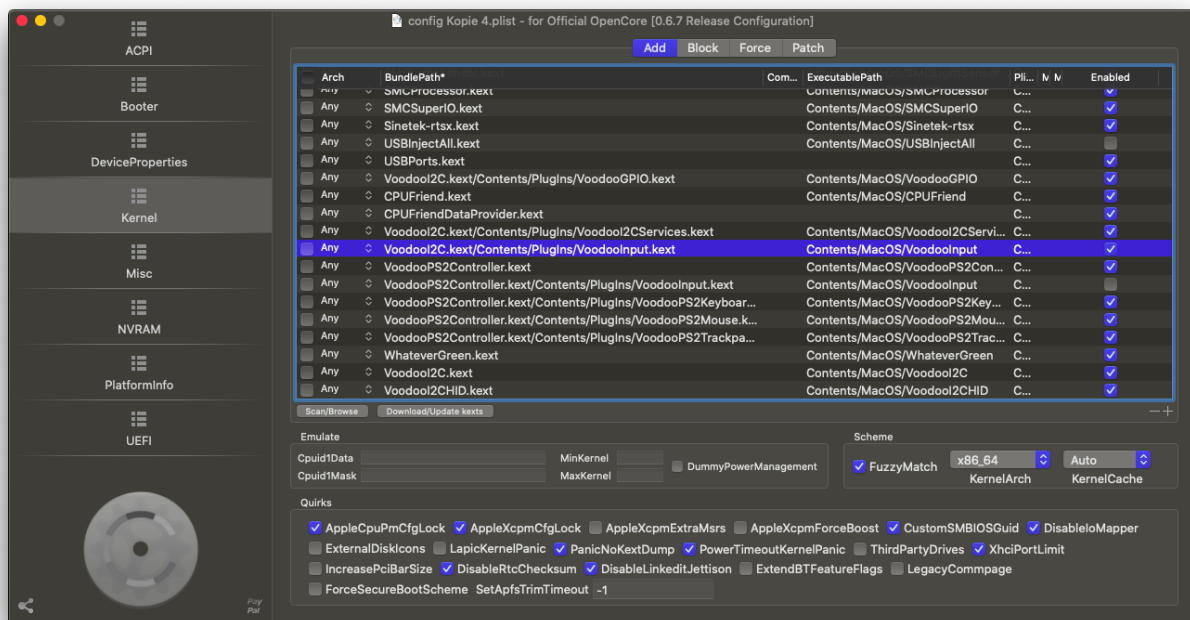 config Kopie 4.plist - for Official OpenCore [0.6.7 Release Configuration]
ACPI
Booter
DeviceProperties
Kernel
Misc
NVRAM
PlatformInfo
UEFI
Pay
Pal
Add Block Force Patch
Arch BundlePath* Com... ExecutablePath Pli... M M Enabled
Any SMCProcessor.kext Contents/MacOS/SMCProcessor C...
Any SMCSuperIO.kext Contents/MacOS/SMCSuperIO C...
Any Sinetek-rtsx.kext Contents/MacOS/Sinetek-rtsx C...
Any USBInjectAll.kext Contents/MacOS/USBInjectAll C...
Any USBPorts.kext C...
Any VoodooI2C.kext/Contents/PlugIns/VoodooGPIO.kext Contents/MacOS/VoodooGPIO C...
Any CPUFriend.kext Contents/MacOS/CPUFriend C...
Any CPUFriendDataProvider.kext C...
Any VoodooI2C.kext/Contents/PlugIns/VoodooI2CServices.kext Contents/MacOS/VoodooI2CServi... C...
Any VoodooI2C.kext/Contents/PlugIns/VoodooInput.kext Contents/MacOS/VoodooInput C...
Any VoodooPS2Controller.kext Contents/MacOS/VoodooPS2Con... C...
Any VoodooPS2Controller.kext/Contents/PlugIns/VoodooInput.kext Contents/MacOS/VoodooInput C...
Any VoodooPS2Controller.kext/Contents/PlugIns/VoodooPS2Keyboar... Contents/MacOS/VoodooPS2Key... C...
Any VoodooPS2Controller.kext/Contents/PlugIns/VoodooPS2Mouse.k... Contents/MacOS/VoodooPS2Mou... C...
Any VoodooPS2Controller.kext/Contents/PlugIns/VoodooPS2Trackpa... Contents/MacOS/VoodooPS2Trac... C...
Any WhateverGreen.kext Contents/MacOS/WhateverGreen C...
Any VoodooI2C.kext Contents/MacOS/VoodooI2C C...
Any VoodooI2CHID.kext Contents/MacOS/VoodooI2CHID C...
Scan/Browse Download/Update kexts
Emulate
Cpuid1Data MinKernel
Cpuid1Mask MaxKernel
DummyPowerManagement
Scheme
FuzzyMatch x86_64 Auto
KernelArch KernelCache
Quirks
AppleCpuPmCfgLock AppleXcpmCfgLock AppleXcpmExtraMsrs AppleXcpmForceBoost CustomSMBIOSGuid DisableIoMapper
ExternalDiskIcons LapicKernelPanic PanicNoKextDump PowerTimeoutKernelPanic ThirdPartyDrives XhciPortLimit
IncreasePciBarSize DisableRtcChecksum DisableLinkeditJettison ExtendBTFeatureFlags LegacyCommpage
ForceSecureBootScheme SetApfsTrimTimeout -1